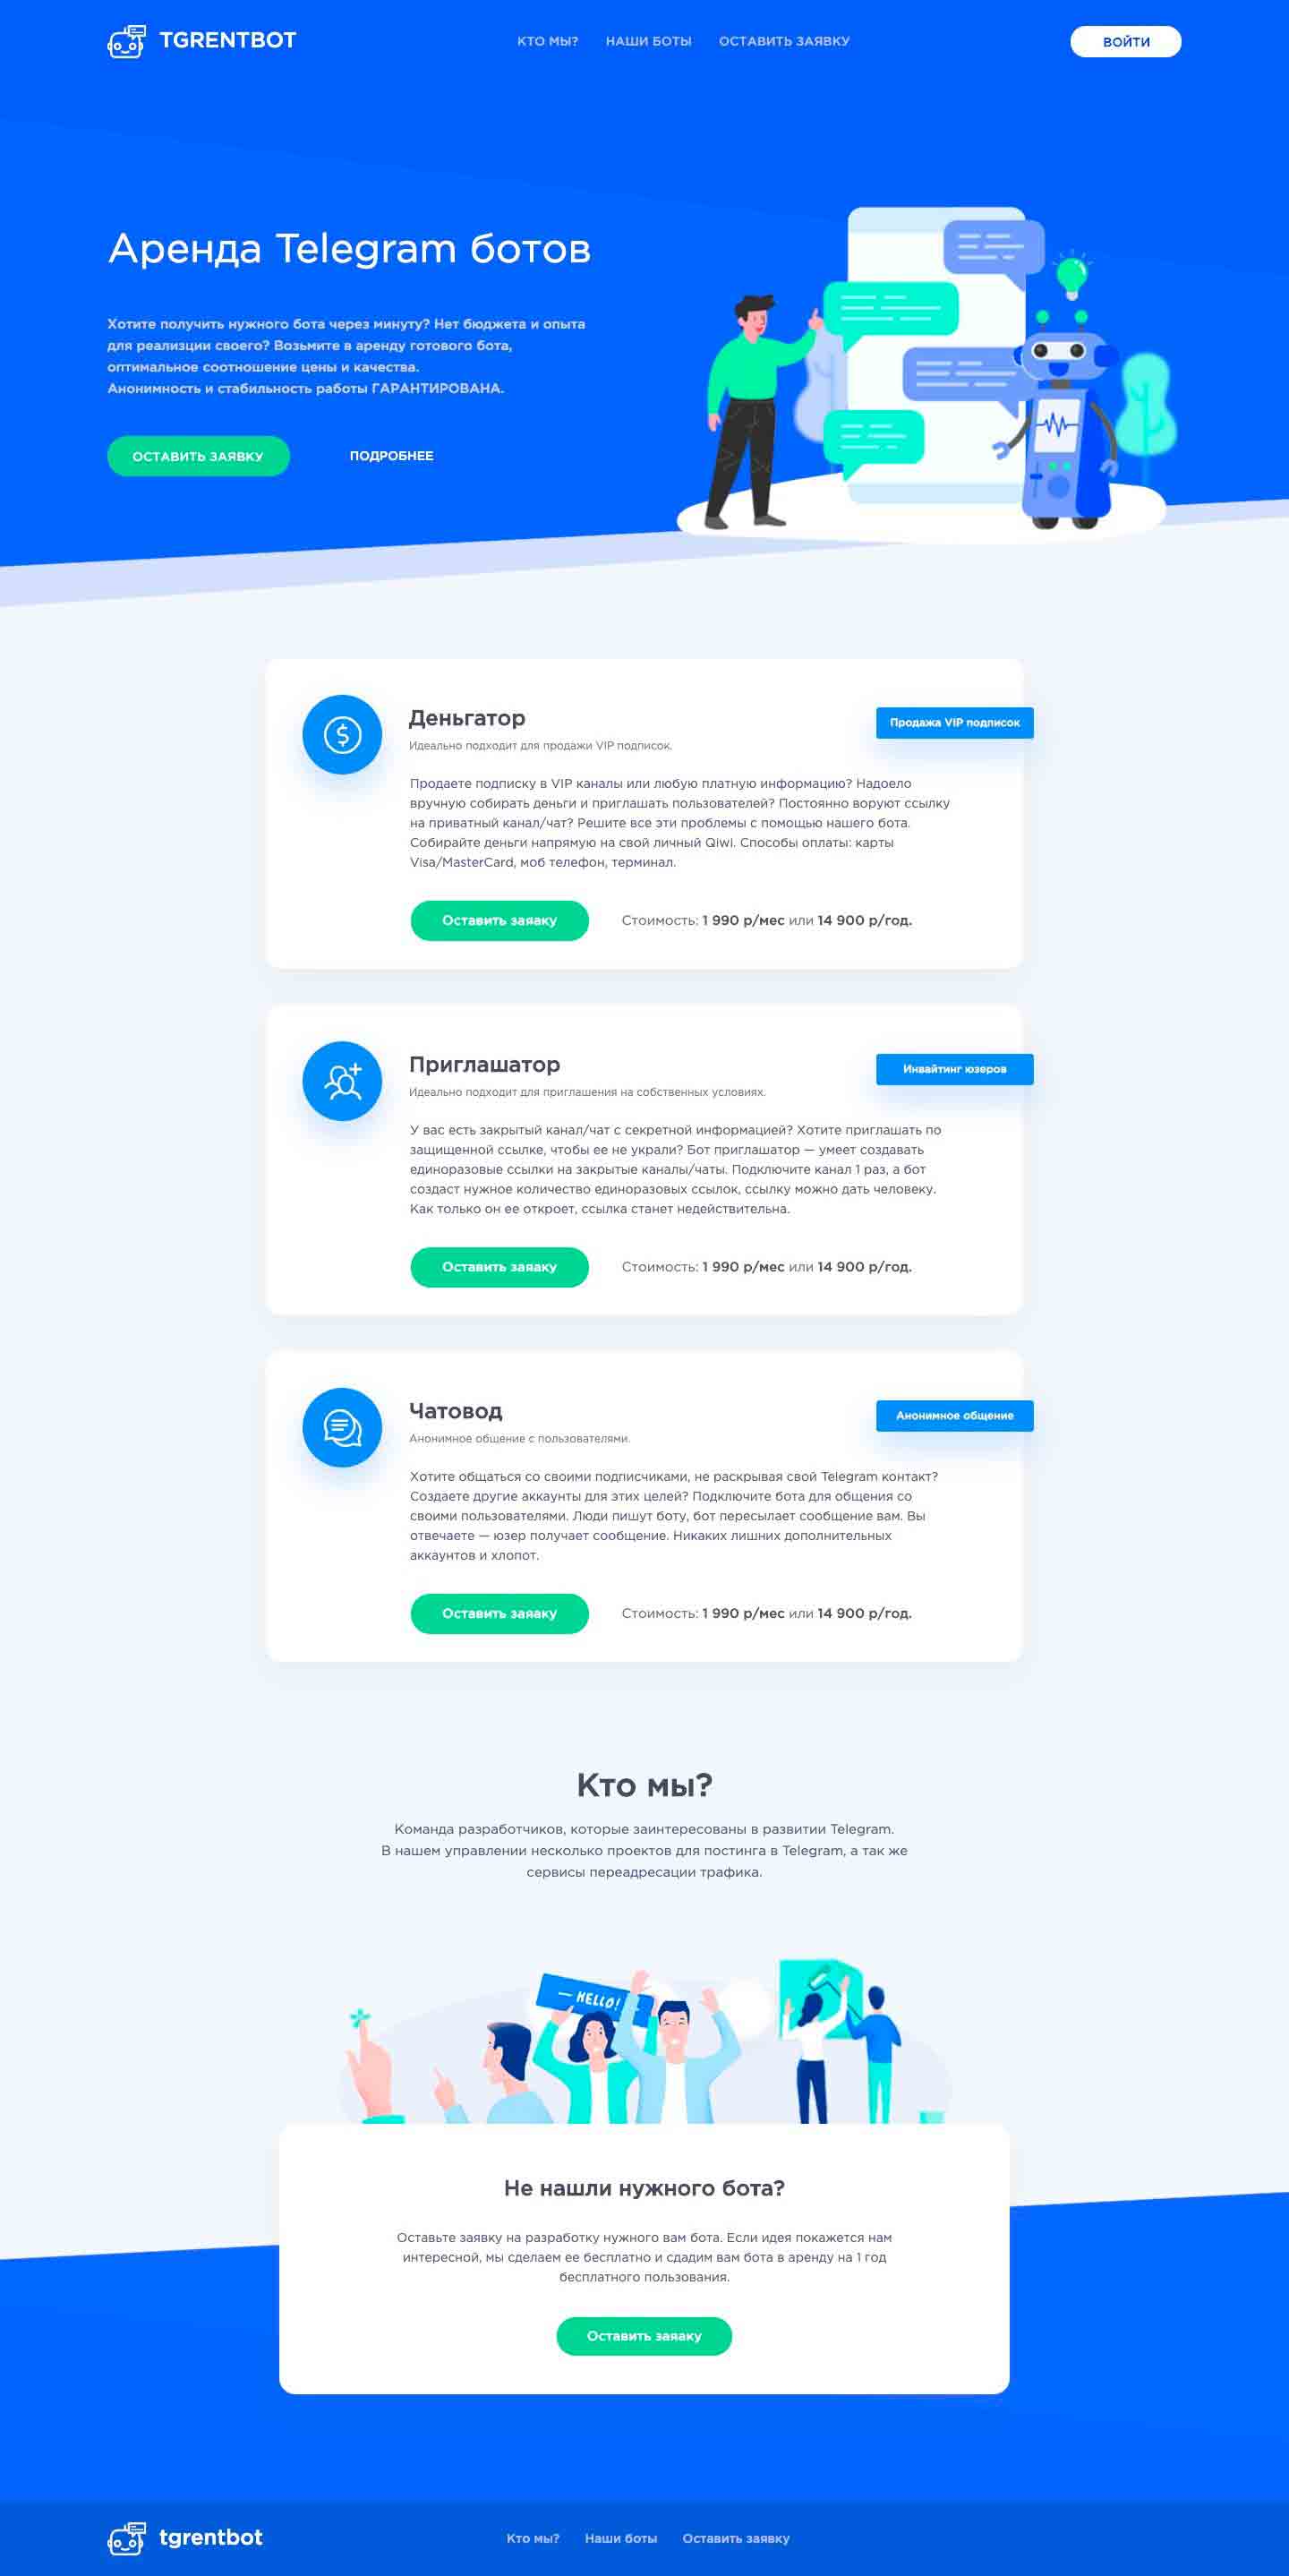 TGRENTBOT
КТО МЫ? НАШИ БОТЫ ОСТАВИТЬ ЗАЯВКУ
ВОЙТИ
Аренда Telegram ботов
Хотите получить нужного бота через минуту? Нет бюджета и опыта
для реализции своего? Возьмите в аренду готового бота,
оптимальное соотношение цены и качества.
Анонимность и стабильность работы ГАРАНТИРОВАНА.
ОСТАВИТЬ ЗАЯВКУ
ПОДРОБНЕЕ
Деньгатор
Продажа VIP подписок
Идеально подходит для продажи VIP подписок.
Продаете подписку в VIP каналы или любую платную информацию? Надоело
вручную собирать деньги и приглашать пользователей? Постоянно воруют ссылку
на приватный канал/чат? Решите все эти проблемы с помощью нашего бота.
Собирайте деньги напрямую на свой личный Qiwi. Способы оплаты: карты
Visa/MasterCard, моб телефон, терминал.
Оставить заяаку
Стоимость: 1 990 р/мес или 14 900 р/год.
Приглашатор
Инвайтинг юзеров
Идеально подходит для приглашения на собственных условиях.
У вас есть закрытый канал/чат с секретной информацией? Хотите приглашать по
защищенной ссылке, чтобы ее не украли? Бот приглашатор — умеет создавать
единоразовые ссылки на закрытые каналы/чаты. Подключите канал 1 раз, а бот
создаст нужное количество единоразовых ссылок, ссылку можно дать человеку.
Как только он ее откроет, ссылка станет недействительна.
Оставить заяаку
Стоимость: 1 990 р/мес или 14 900 р/год.
Чатовод
Анонимное общение
Анонимное общение с пользователями.
Хотите общаться со своими подписчиками, не раскрывая свой Telegram контакт?
Создаете другие аккаунты для этих целей? Подключите бота для общения со
своими пользователями. Люди пишут боту, бот пересылает сообщение вам. Вы
отвечаете — юзер получает сообщение. Никаких лишних дополнительных
аккаунтов и хлопот.
Оставить заяаку
Стоимость: 1 990 р/мес или 14 900 р/год.
Кто мы?
Команда разработчиков, которые заинтересованы в развитии Telegram.
В нашем управлении несколько проектов для постинга в Telegram, а так же
сервисы переадресации трафика.
— HELLO!
Не нашли нужного бота?
Оставьте заявку на разработку нужного вам бота. Если идея покажется нам
интересной, мы сделаем ее бесплатно и сдадим вам бота в аренду на 1 год
бесплатного пользования.
Оставить заяаку
tgrentbot
Кто мы? Наши боты Оставить заявку